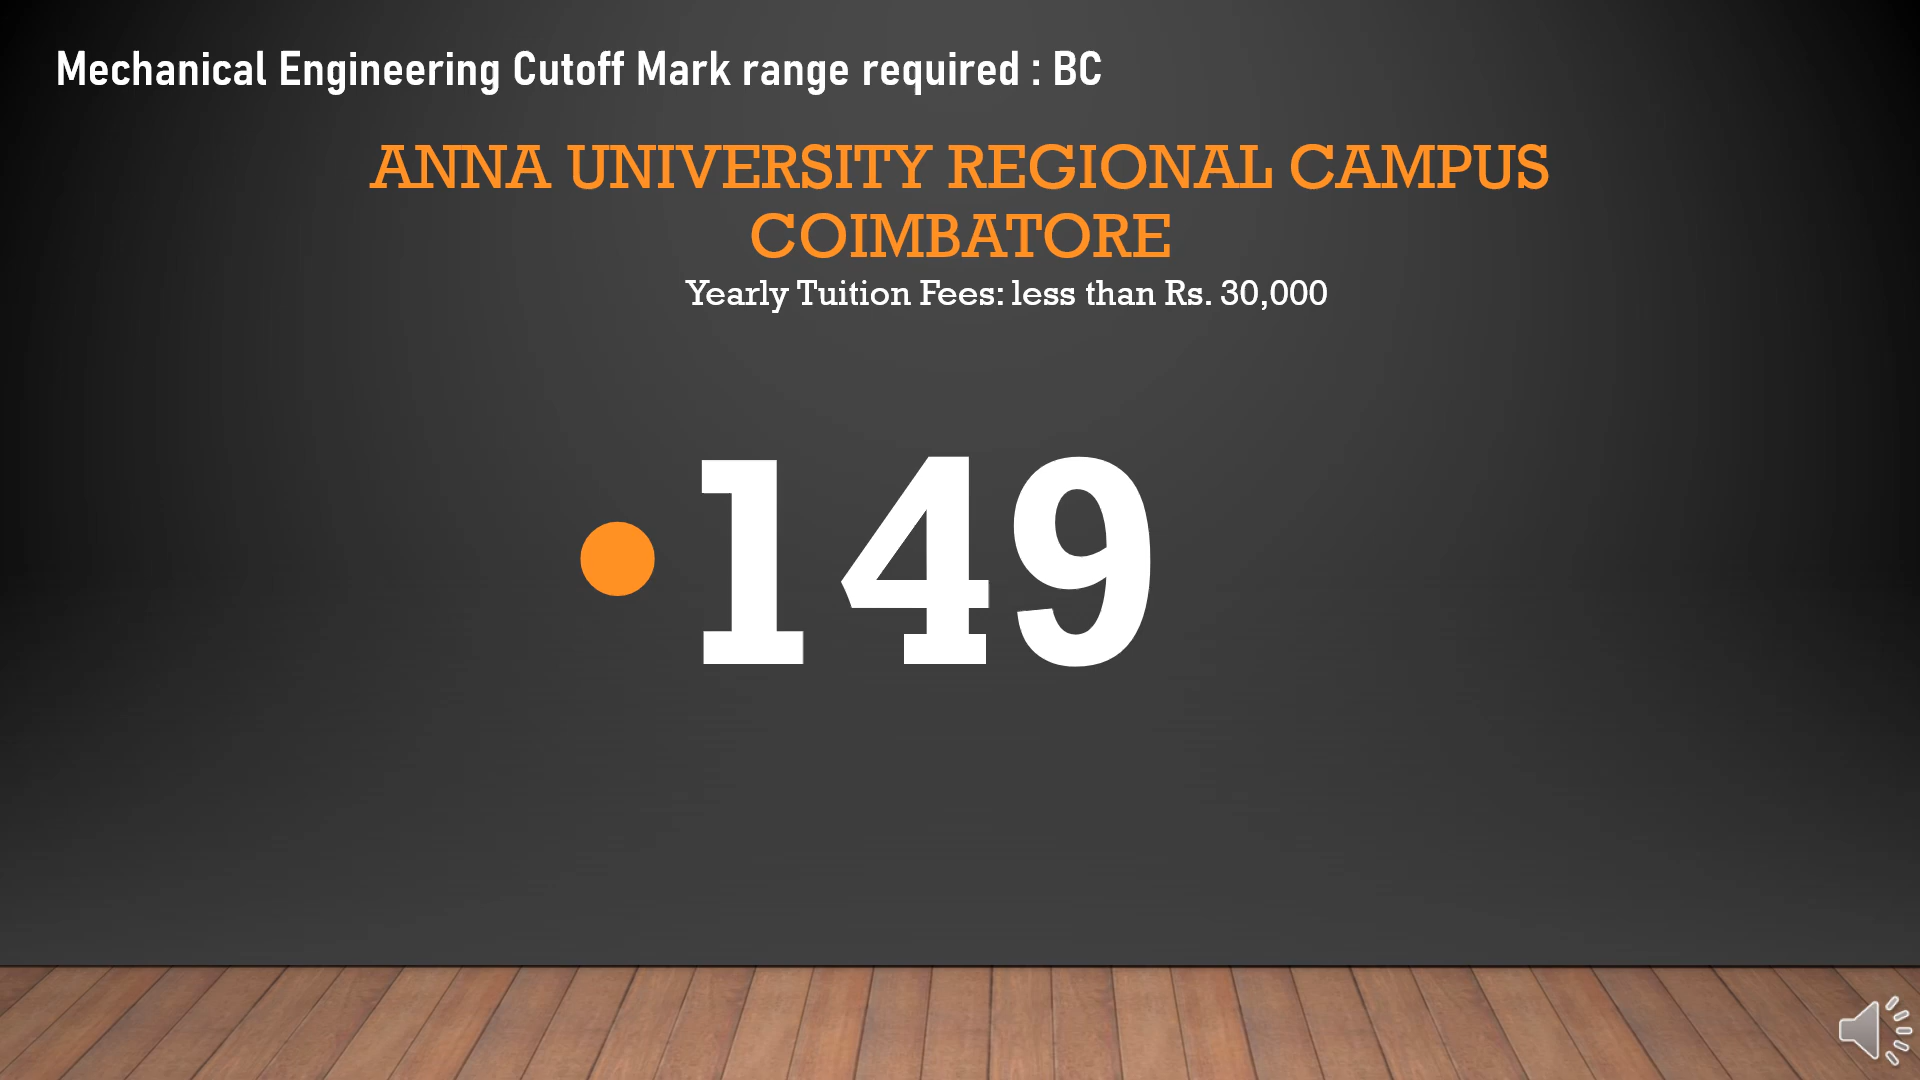 Mechanical Engineering Cutoff Mark range required : BC
ANNA UNIVERSITY REGIONAL CAMPUS
COIMBATORE
Yearly Tuition Fees: less than Rs. 30,000
149